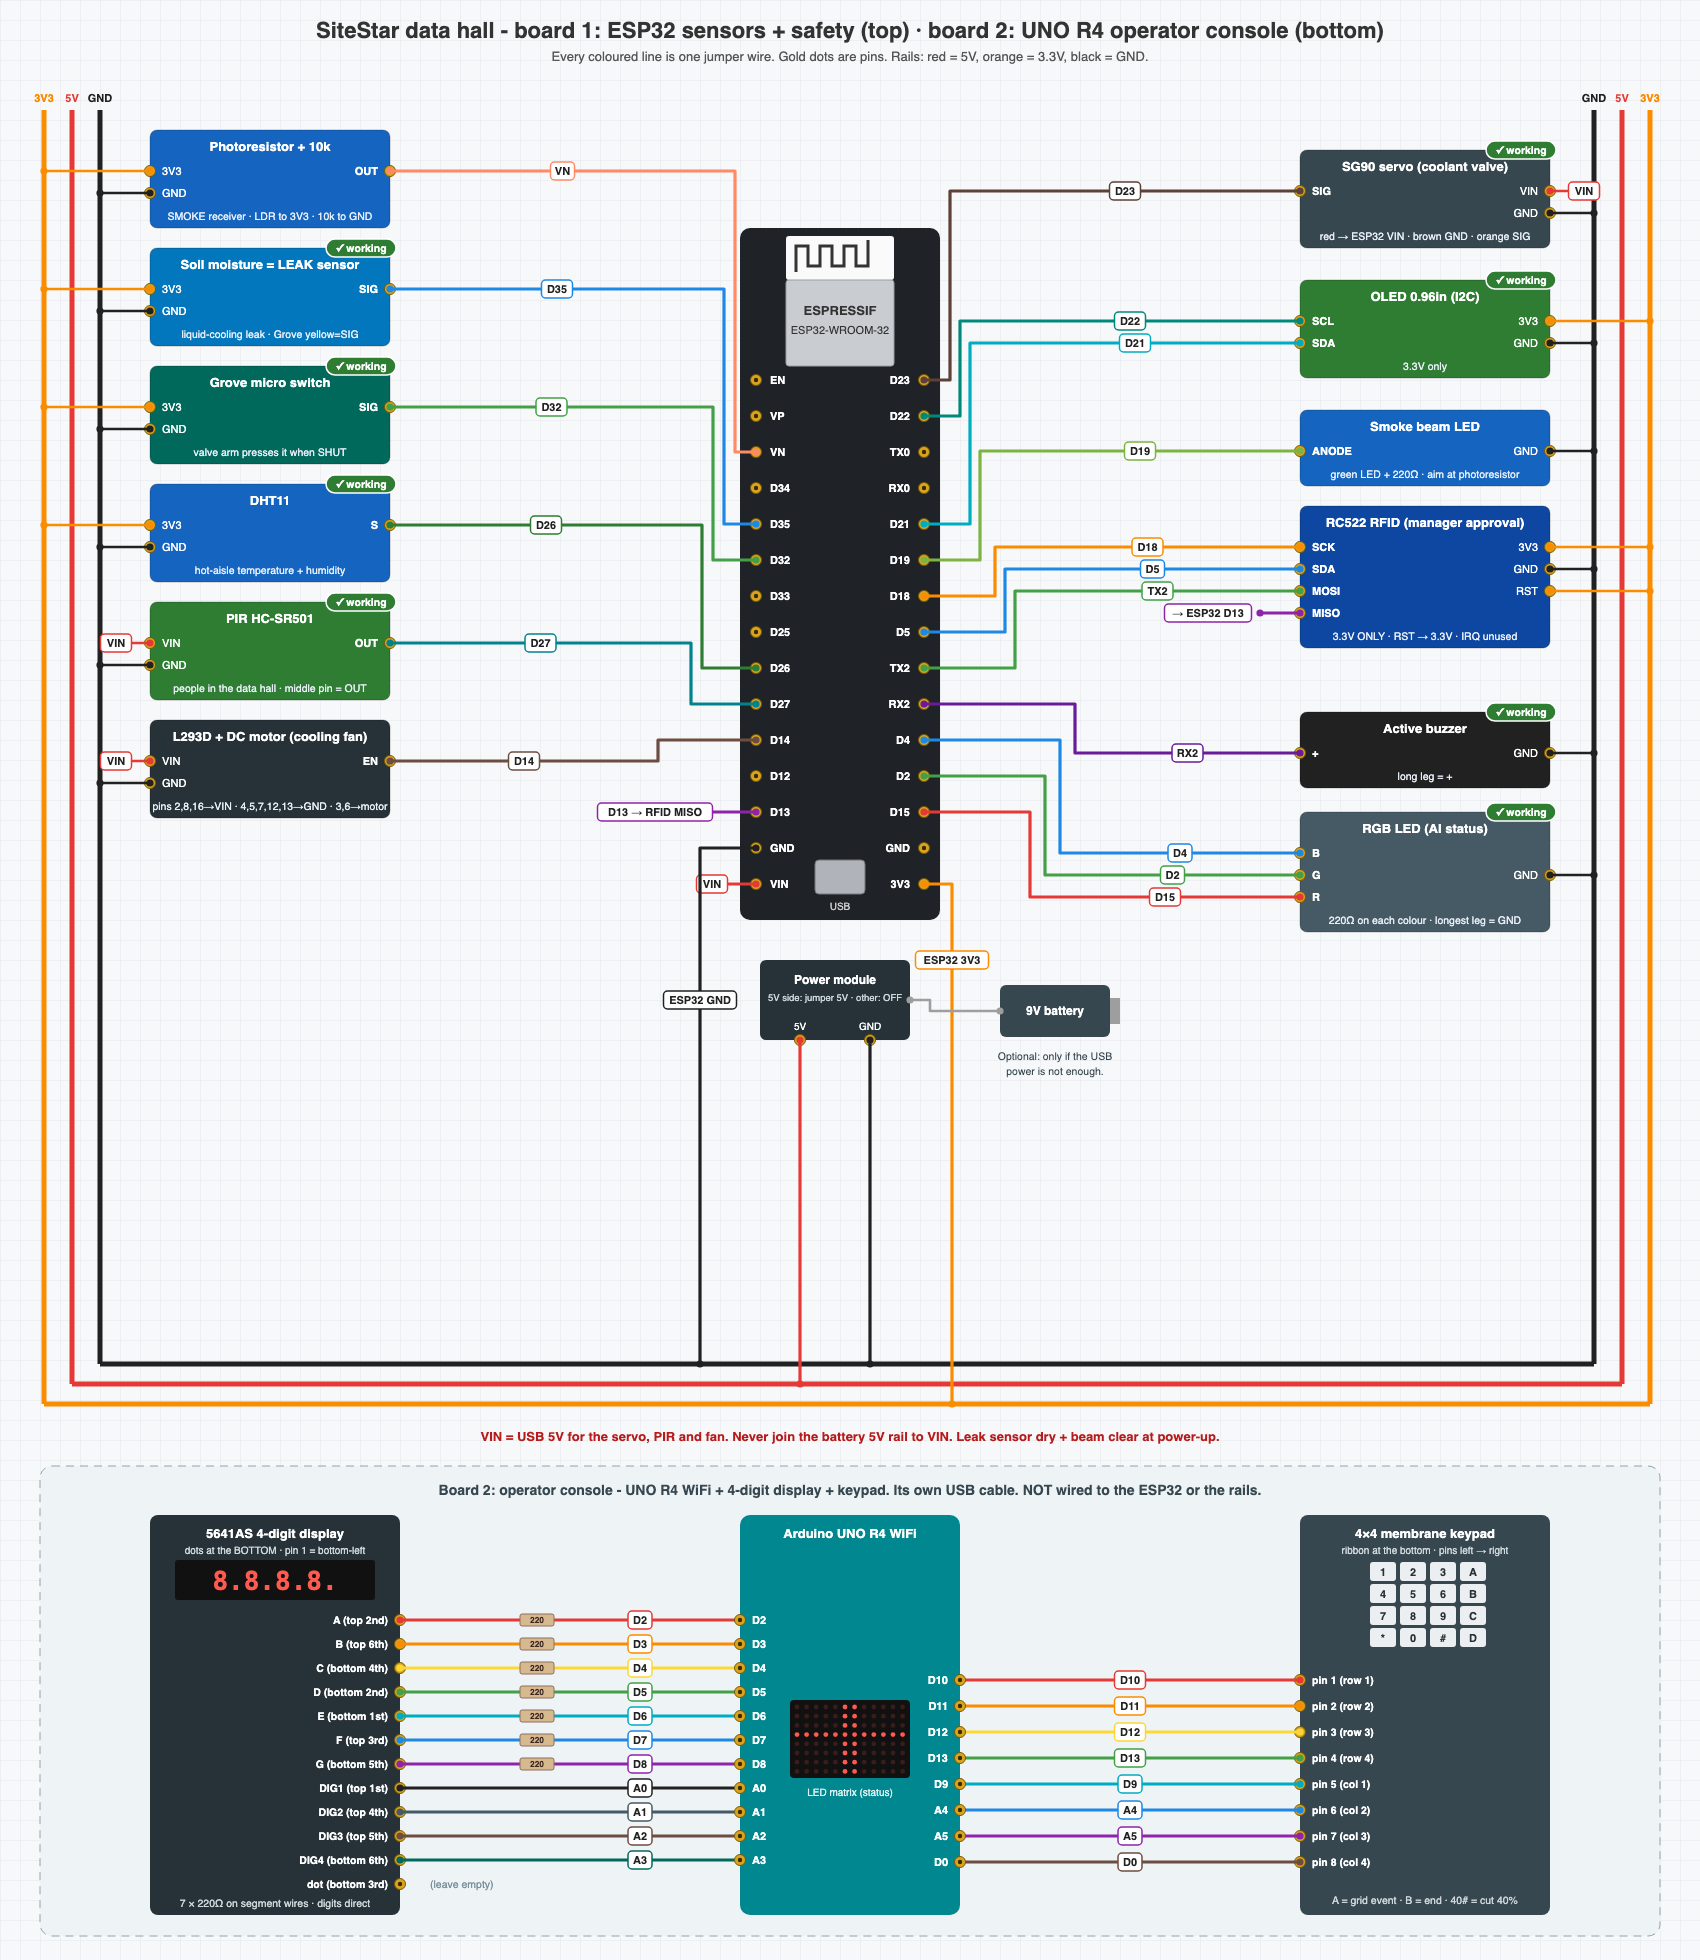 SiteStar data hall - board 1: ESP32 sensors + safety (top) · board 2: UNO R4 operator console (bottom)
Every coloured line is one jumper wire. Gold dots are pins. Rails: red = 5V, orange = 3.3V, black = GND.
3V3 5V GND
GND 5V 3V3
Photoresistor + 10k
3V3 OUT
GND
SMOKE receiver · LDR to 3V3 · 10k to GND
VN
✓ working
Soil moisture = LEAK sensor
3V3 SIG
GND
liquid-cooling leak · Grove yellow=SIG
D35
✓ working
Grove micro switch
3V3 SIG
GND
valve arm presses it when SHUT
D32
✓ working
DHT11
3V3 S
GND
hot-aisle temperature + humidity
D26
✓ working
PIR HC-SR501
VIN VIN OUT
GND
people in the data hall · middle pin = OUT
D27
L293D + DC motor (cooling fan)
VIN VIN EN
GND
pins 2,8,16→VIN · 4,5,7,12,13→GND · 3,6→motor
D14
D13 → RFID MISO
VIN
ESPRESSIF
ESP32-WROOM-32
EN D23
VP D22
VN TX0
D34 RX0
D35 D21
D32 D19
D33 D18
D25 D5
D26 TX2
D27 RX2
D14 D4
D12 D2
D13 D15
GND GND
VIN 3V3
USB
D23
✓ working
SG90 servo (coolant valve)
SIG VIN VIN
GND
red → ESP32 VIN · brown GND · orange SIG
D22
D21
✓ working
OLED 0.96in (I2C)
SCL 3V3
SDA GND
3.3V only
D19
Smoke beam LED
ANODE GND
green LED + 220Ω · aim at photoresistor
D18
D5
TX2
→ ESP32 D13
RC522 RFID (manager approval)
SCK 3V3
SDA GND
MOSI RST
MISO
3.3V ONLY · RST → 3.3V · IRQ unused
RX2
✓ working
Active buzzer
+ GND
long leg = +
D4
D2
D15
✓ working
RGB LED (AI status)
B
G GND
R
220Ω on each colour · longest leg = GND
ESP32 3V3
ESP32 GND
Power module
5V side: jumper 5V · other: OFF
5V GND
9V battery
Optional: only if the USB
power is not enough.
VIN = USB 5V for the servo, PIR and fan. Never join the battery 5V rail to VIN. Leak sensor dry + beam clear at power-up.
Board 2: operator console - UNO R4 WiFi + 4-digit display + keypad. Its own USB cable. NOT wired to the ESP32 or the rails.
5641AS 4-digit display
dots at the BOTTOM · pin 1 = bottom-left
8.8.8.8.
A (top 2nd) 220 D2 D2
B (top 6th) 220 D3 D3
C (bottom 4th) 220 D4 D4
D (bottom 2nd) 220 D5 D5
E (bottom 1st) 220 D6 D6
F (top 3rd) 220 D7 D7
G (bottom 5th) 220 D8 D8
DIG1 (top 1st) A0 A0
DIG2 (top 4th) A1 A1
DIG3 (top 5th) A2 A2
DIG4 (bottom 6th) A3 A3
dot (bottom 3rd) (leave empty)
7 × 220Ω on segment wires · digits direct
Arduino UNO R4 WiFi
LED matrix (status)
4×4 membrane keypad
ribbon at the bottom · pins left → right
1 2 3 A
4 5 6 B
7 8 9 C
* 0 # D
D10 D10 pin 1 (row 1)
D11 D11 pin 2 (row 2)
D12 D12 pin 3 (row 3)
D13 D13 pin 4 (row 4)
D9 D9 pin 5 (col 1)
A4 A4 pin 6 (col 2)
A5 A5 pin 7 (col 3)
D0 D0 pin 8 (col 4)
A = grid event · B = end · 40# = cut 40%